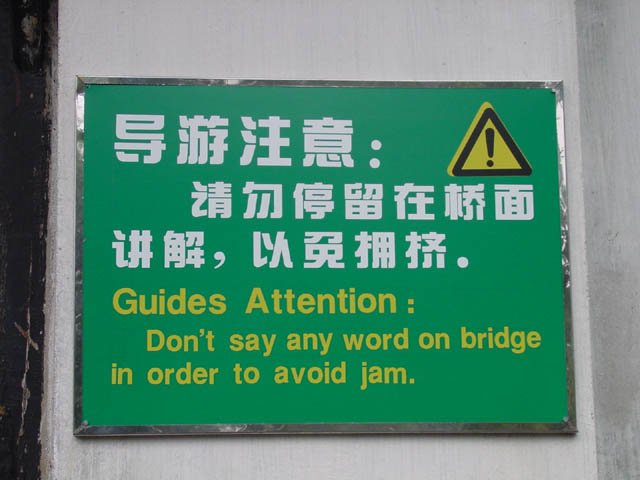 导游注意：
请勿停留在桥面
讲解，以免拥挤。
Guides Attention :
Don't say any word on bridge
in order to avoid jam.